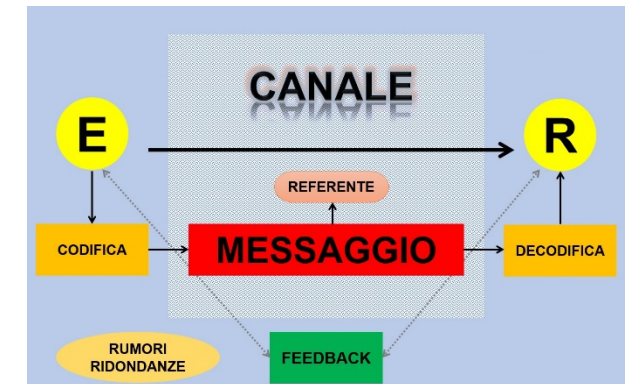 CANALE
E
R
REFERENTE
CODIFICA
MESSAGGIO
DECODIFICA
RUMORI
RIDONDANZE
FEEDBACK